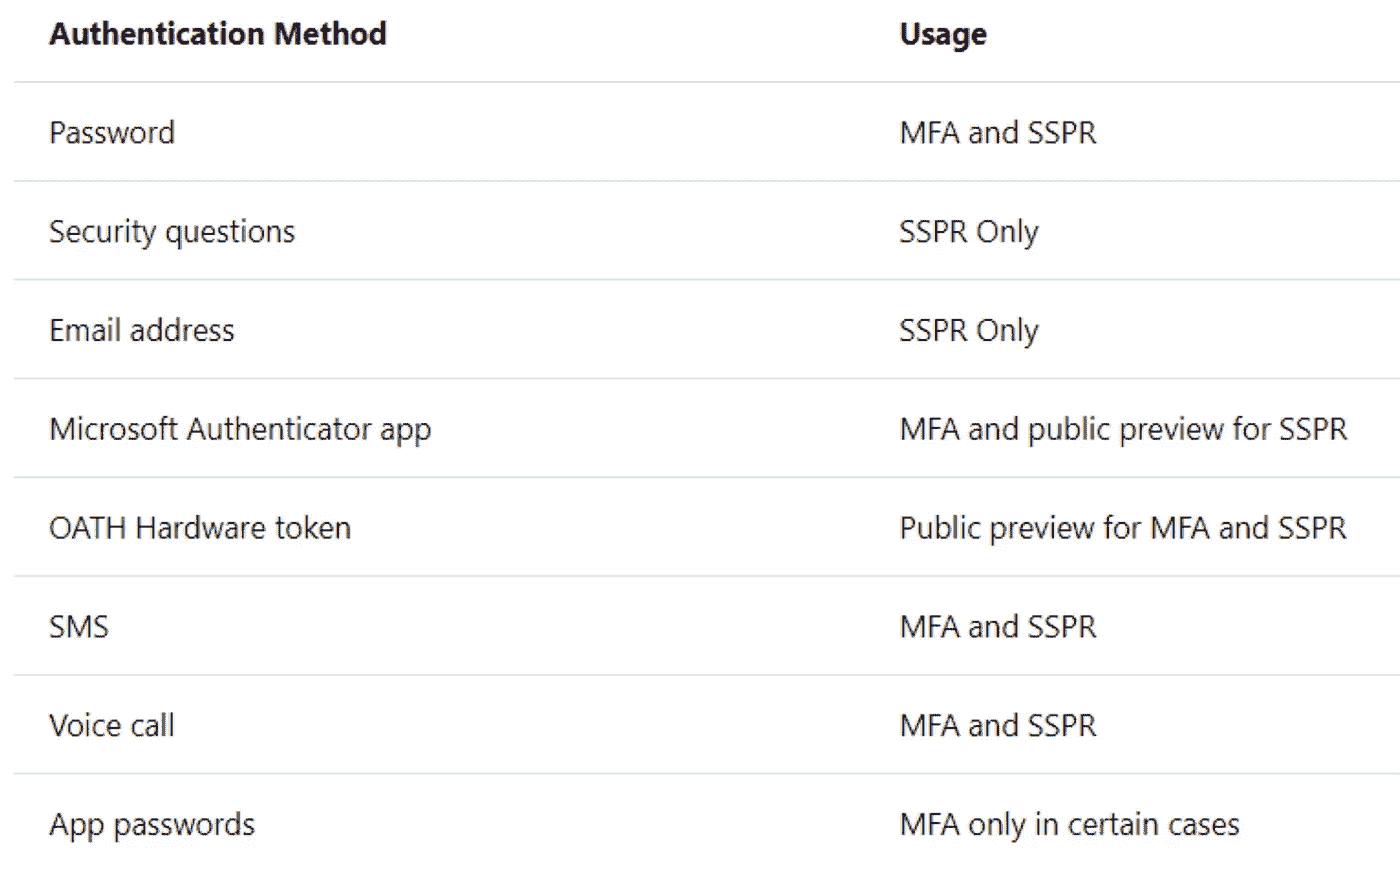 Authentication Method Usage
Password MFA and SSPR
Security questions SSPR Only
Email address SSPR Only
Microsoft Authenticator app MFA and public preview for SSPR
OATH Hardware token Public preview for MFA and SSPR
SMS MFA and SSPR
Voice call MFA and SSPR
App passwords MFA only in certain cases